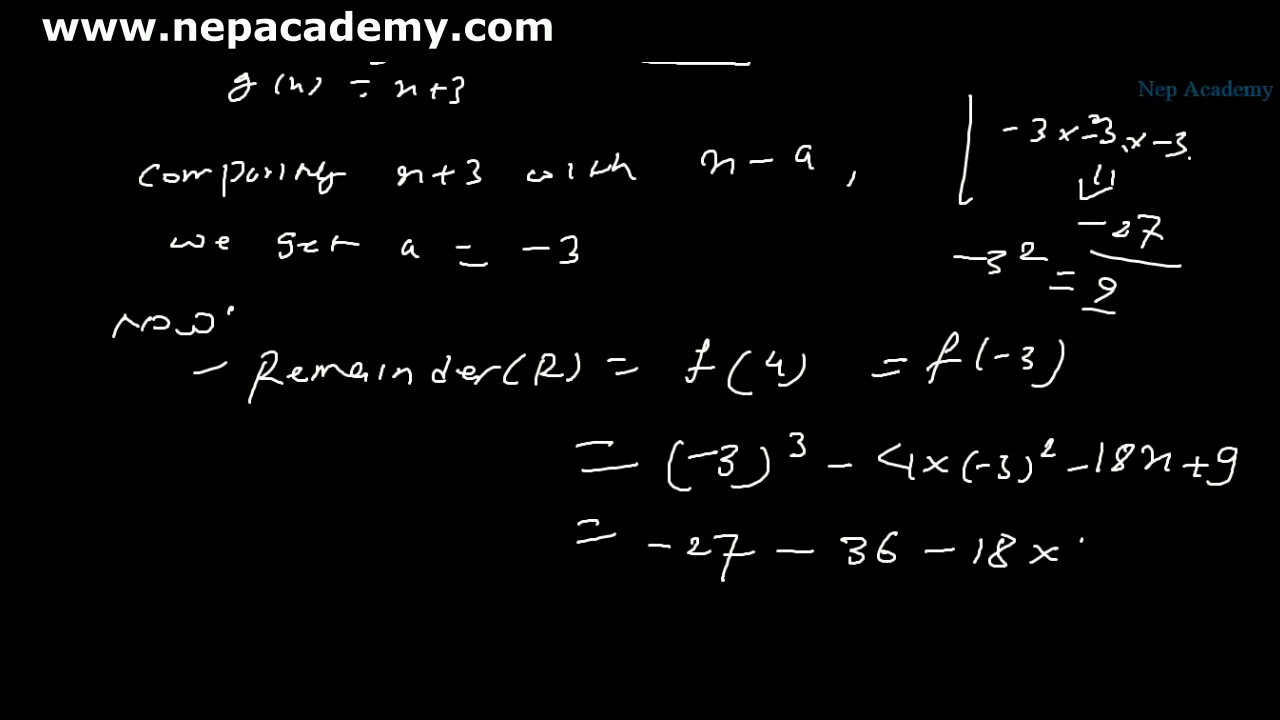 www.nepacademy.com
g(x) = x+3
Nep Academy
comparing x+3 with x - a,
-3 x -3 x -3
-27
we get a = -3
-3² = 9
Now,
- Remainder(R) = f(4) = f(-3)
= (-3)³ - 4x(-3)² -18x+9
= -27 - 36 - 18 x